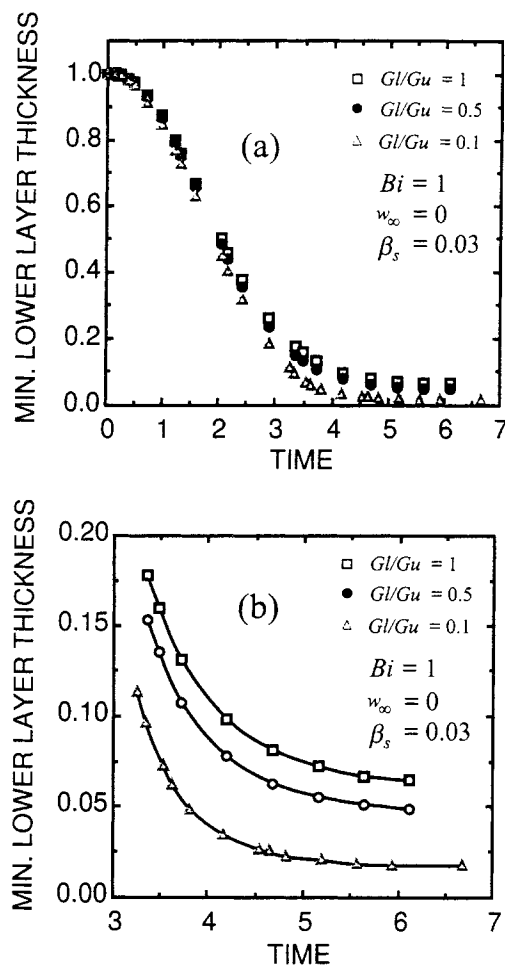 MIN. LOWER LAYER THICKNESS
1.0
0.8
0.6
0.4
0.2
0.0
(a)
Gl/Gu = 1
Gl/Gu = 0.5
Gl/Gu = 0.1
Bi = 1
w∞ = 0
βs = 0.03
0 1 2 3 4 5 6 7
TIME
MIN. LOWER LAYER THICKNESS
0.20
0.15
0.10
0.05
0.00
(b)
Gl/Gu = 1
Gl/Gu = 0.5
Gl/Gu = 0.1
Bi = 1
w∞ = 0
βs = 0.03
3 4 5 6 7
TIME